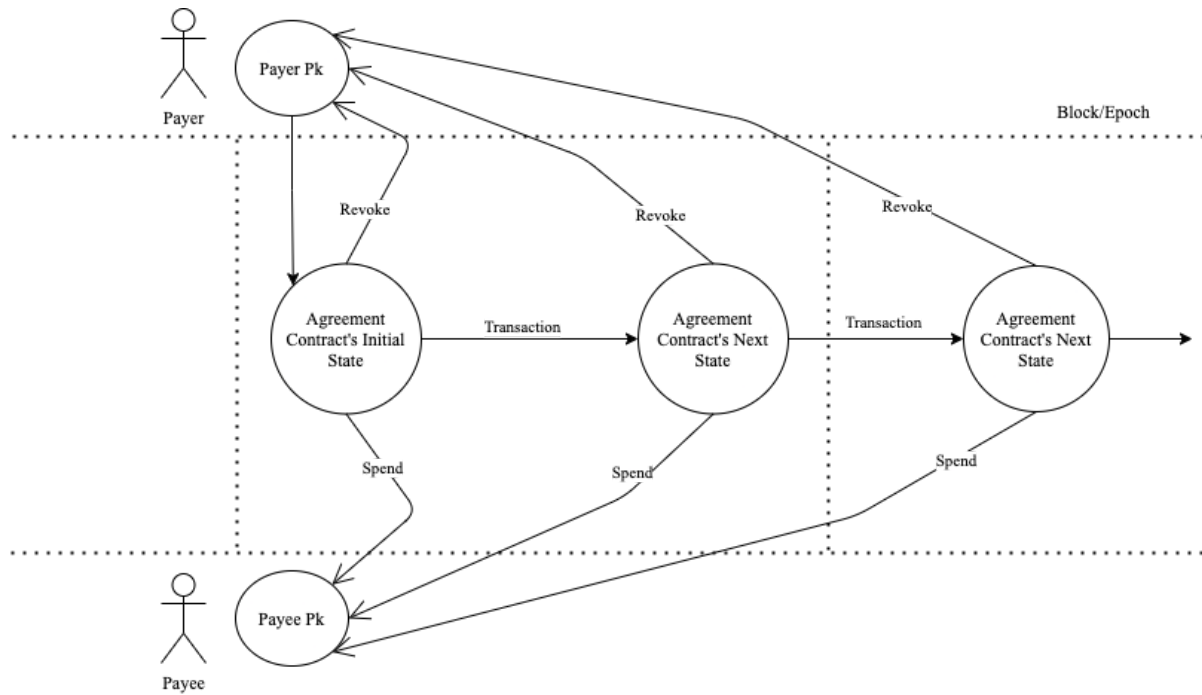 Payer Pk
Payer
Block/Epoch
Revoke
Revoke
Revoke
Agreement
Contract's Initial
State
Transaction
Agreement
Contract's Next
State
Transaction
Agreement
Contract's Next
State
Spend
Spend
Spend
Payee Pk
Payee